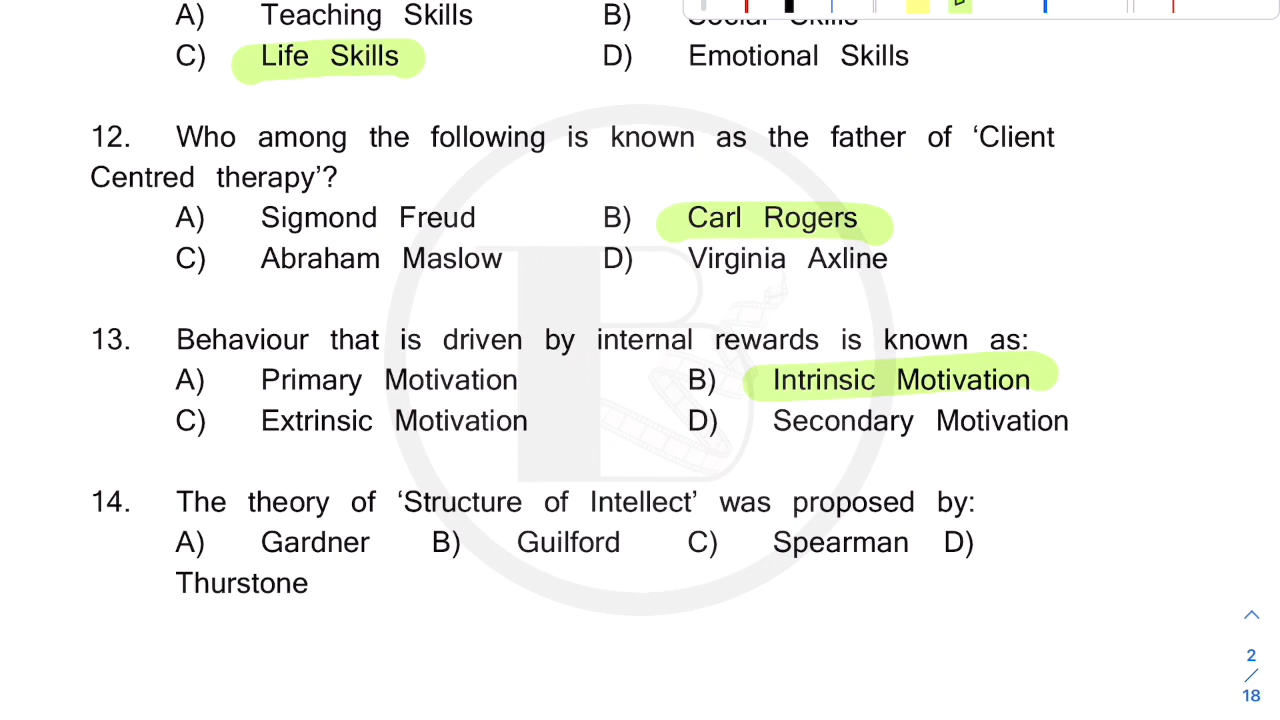 A) Teaching Skills B) Social Skills
C) Life Skills D) Emotional Skills
12. Who among the following is known as the father of ‘Client
Centred therapy’?
A) Sigmond Freud B) Carl Rogers
C) Abraham Maslow D) Virginia Axline
13. Behaviour that is driven by internal rewards is known as:
A) Primary Motivation B) Intrinsic Motivation
C) Extrinsic Motivation D) Secondary Motivation
14. The theory of ‘Structure of Intellect’ was proposed by:
A) Gardner B) Guilford C) Spearman D)
Thurstone
2
/
18